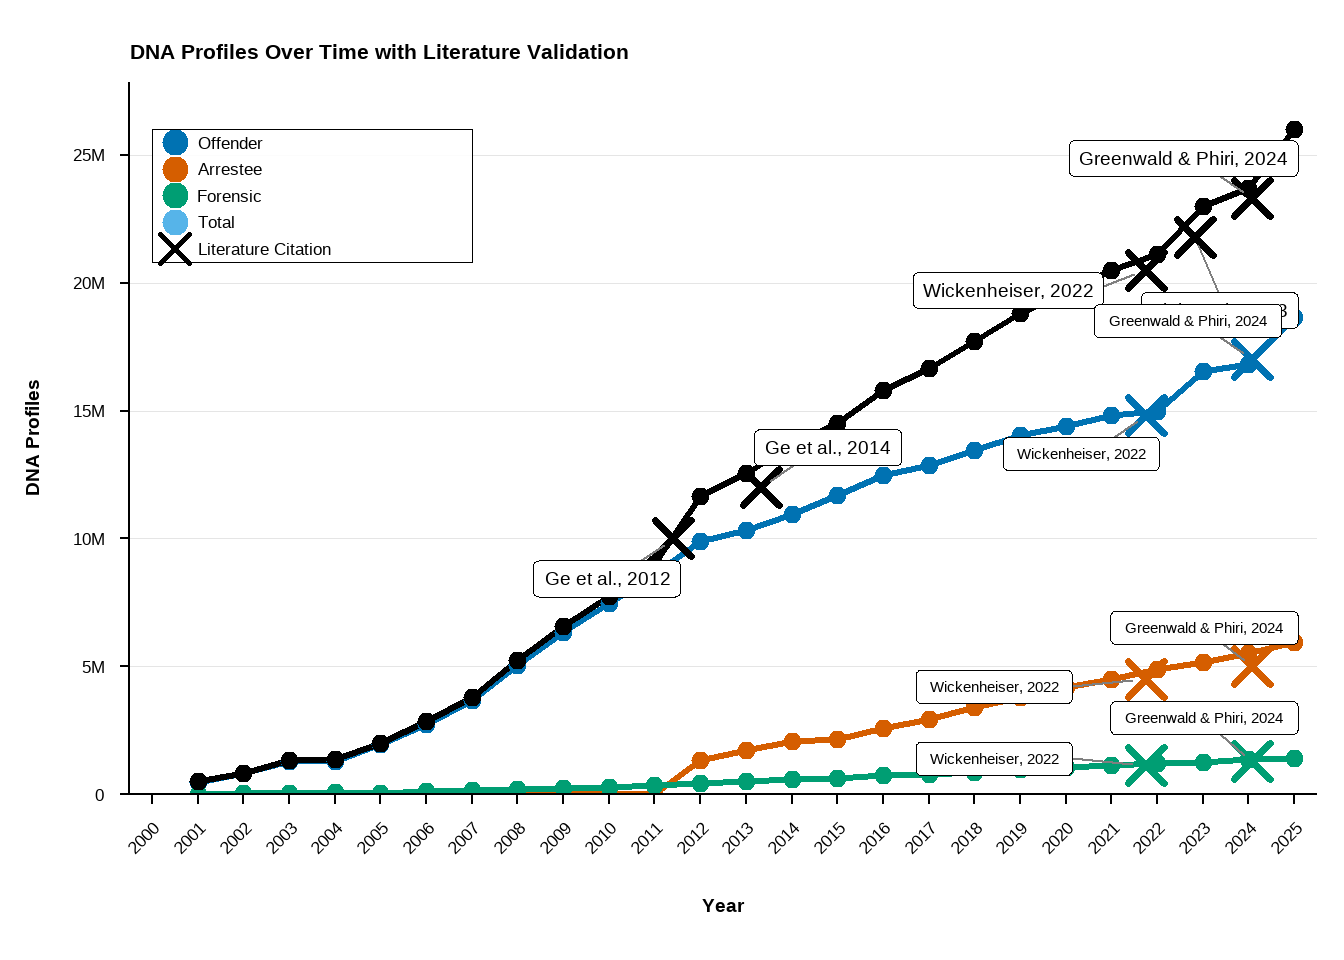 DNA Profiles Over Time with Literature Validation
Offender
Arrestee
Forensic
Total
Literature Citation
DNA Profiles
25M
20M
15M
10M
5M
0
Greenwald & Phiri, 2024
Wickenheiser, 2022
Greenwald & Phiri, 2024
Ge et al., 2014
Wickenheiser, 2022
Ge et al., 2012
Greenwald & Phiri, 2024
Wickenheiser, 2022
Greenwald & Phiri, 2024
Wickenheiser, 2022
2000 2001 2002 2003 2004 2005 2006 2007 2008 2009 2010 2011 2012 2013 2014 2015 2016 2017 2018 2019 2020 2021 2022 2023 2024 2025
Year